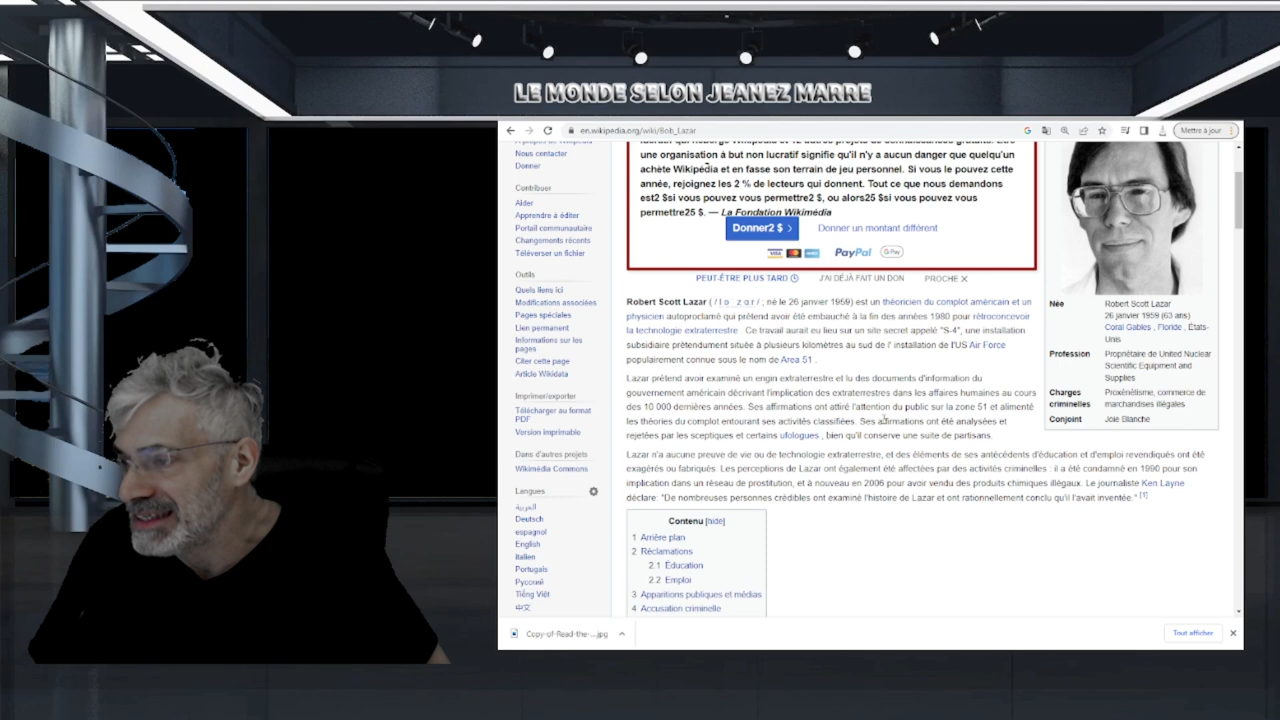 LE MONDE SELON JEANEZ MARRE
en.wikipedia.org/wiki/Bob_Lazar
Mettre à jour
Nous contacter
Donner
Contribuer
Aider
Apprendre à éditer
Portail communautaire
Changements récents
Téléverser un fichier
Outils
Quels liens ici
Modifications associées
Pages spéciales
Lien permanent
Informations sur les
pages
Citer cette page
Article Wikidata
Imprimer/exporter
Télécharger au format
PDF
Version imprimable
Dans d'autres projets
Wikimédia Commons
Langues
العربية
Deutsch
espagnol
English
italien
Portugais
Русский
Tiếng Việt
中文
une organisation à but non lucratif signifie qu'il n'y a aucun danger que quelqu'un
achète Wikipédia et en fasse son terrain de jeu personnel. Si vous le pouvez cette
année, rejoignez les 2 % de lecteurs qui donnent. Tout ce que nous demandons
est2 $si vous pouvez vous permettre2 $, ou alors25 $si vous pouvez vous
permettre25 $. — La Fondation Wikimédia
Donner2 $ Donner un montant différent
VISA PayPal G Pay
PEUT-ÊTRE PLUS TARD J'AI DÉJÀ FAIT UN DON PROCHE X
Robert Scott Lazar ( / l ə z ɑːr / ; né le 26 janvier 1959) est un théoricien du complot américain et un
physicien autoproclamé qui prétend avoir été embauché à la fin des années 1980 pour rétroconcevoir
la technologie extraterrestre . Ce travail aurait eu lieu sur un site secret appelé "S-4", une installation
subsidiaire prétendument située à plusieurs kilomètres au sud de l' installation de l'US Air Force
populairement connue sous le nom de Area 51 .
Lazar prétend avoir examiné un engin extraterrestre et lu des documents d'information du
gouvernement américain décrivant l'implication des extraterrestres dans les affaires humaines au cours
des 10 000 dernières années. Ses affirmations ont attiré l'attention du public sur la zone 51 et alimenté
les théories du complot entourant ses activités classifiées. Ses affirmations ont été analysées et
rejetées par les sceptiques et certains ufologues , bien qu'il conserve une suite de partisans.
Lazar n'a aucune preuve de vie ou de technologie extraterrestre, et des éléments de ses antécédents d'éducation et d'emploi revendiqués ont été
exagérés ou fabriqués. Les perceptions de Lazar ont également été affectées par des activités criminelles : il a été condamné en 1990 pour son
implication dans un réseau de prostitution, et à nouveau en 2006 pour avoir vendu des produits chimiques illégaux. Le journaliste Ken Layne
déclare: "De nombreuses personnes crédibles ont examiné l'histoire de Lazar et ont rationnellement conclu qu'il l'avait inventée." [1]
Contenu [hide]
1 Arrière plan
2 Réclamations
2.1 Éducation
2.2 Emploi
3 Apparitions publiques et médias
4 Accusation criminelle
Née Robert Scott Lazar
26 janvier 1959 (63 ans)
Coral Gables , Floride , États-
Unis
Profession Propriétaire de United Nuclear
Scientific Equipment and
Supplies
Charges Proxénélisme, commerce de
criminelles marchandises illégales
Conjoint Joie Blanche
Copy-of-Read-the-....jpg
Tout afficher